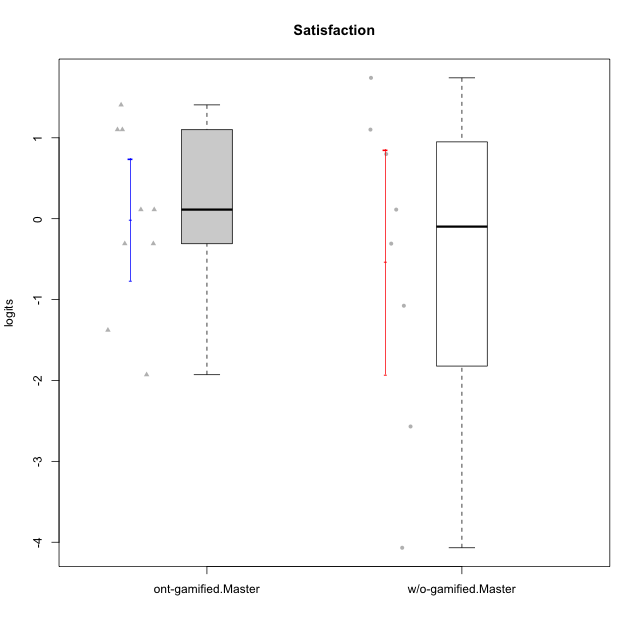 Satisfaction
logits
1
0
-1
-2
-3
-4
ont-gamified.Master
w/o-gamified.Master